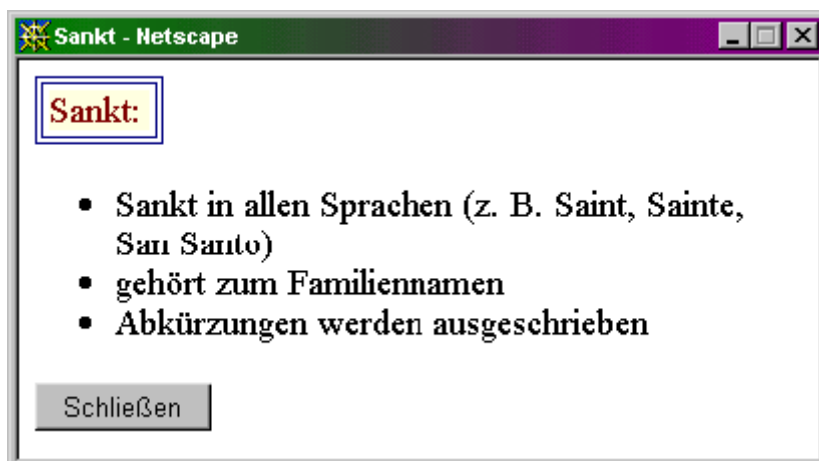 Sankt - Netscape
Sankt:
• Sankt in allen Sprachen (z. B. Saint, Sainte,
San Santo)
• gehört zum Familiennamen
• Abkürzungen werden ausgeschrieben
Schließen